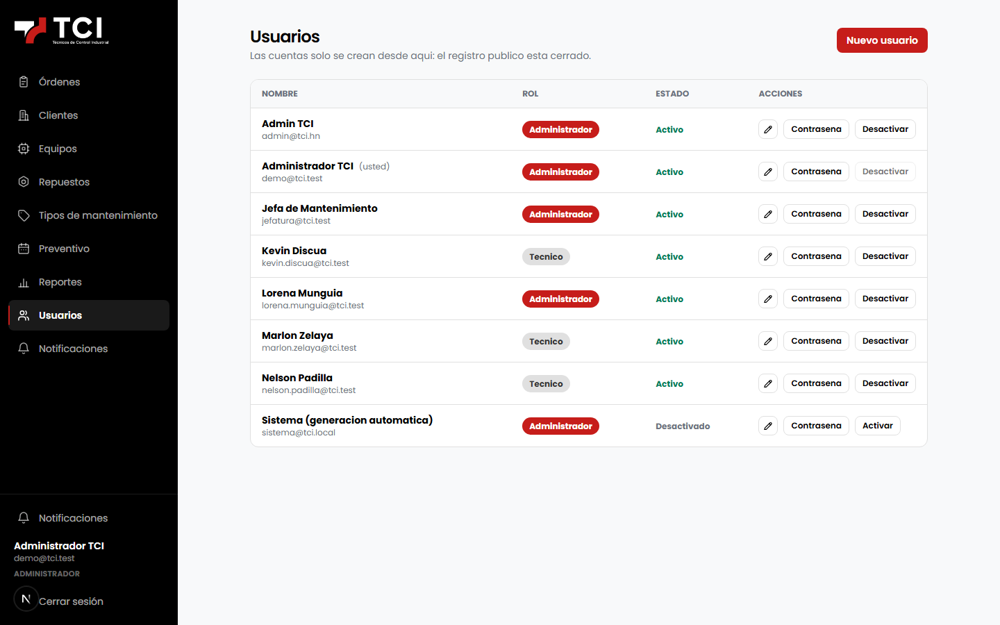 TCI
Técnicos de Control Industrial
Órdenes
Clientes
Equipos
Repuestos
Tipos de mantenimiento
Preventivo
Reportes
Usuarios
Notificaciones
Notificaciones
Administrador TCI
demo@tci.test
ADMINISTRADOR
N
Cerrar sesión
Usuarios
Las cuentas solo se crean desde aqui: el registro publico esta cerrado.
Nuevo usuario
NOMBRE ROL ESTADO ACCIONES
Admin TCI
admin@tci.hn
Administrador Activo Contrasena Desactivar
Administrador TCI (usted)
demo@tci.test
Administrador Activo Contrasena Desactivar
Jefa de Mantenimiento
jefatura@tci.test
Administrador Activo Contrasena Desactivar
Kevin Discua
kevin.discua@tci.test
Tecnico Activo Contrasena Desactivar
Lorena Munguia
lorena.munguia@tci.test
Administrador Activo Contrasena Desactivar
Marlon Zelaya
marlon.zelaya@tci.test
Tecnico Activo Contrasena Desactivar
Nelson Padilla
nelson.padilla@tci.test
Tecnico Activo Contrasena Desactivar
Sistema (generacion automatica)
sistema@tci.local
Administrador Desactivado Contrasena Activar